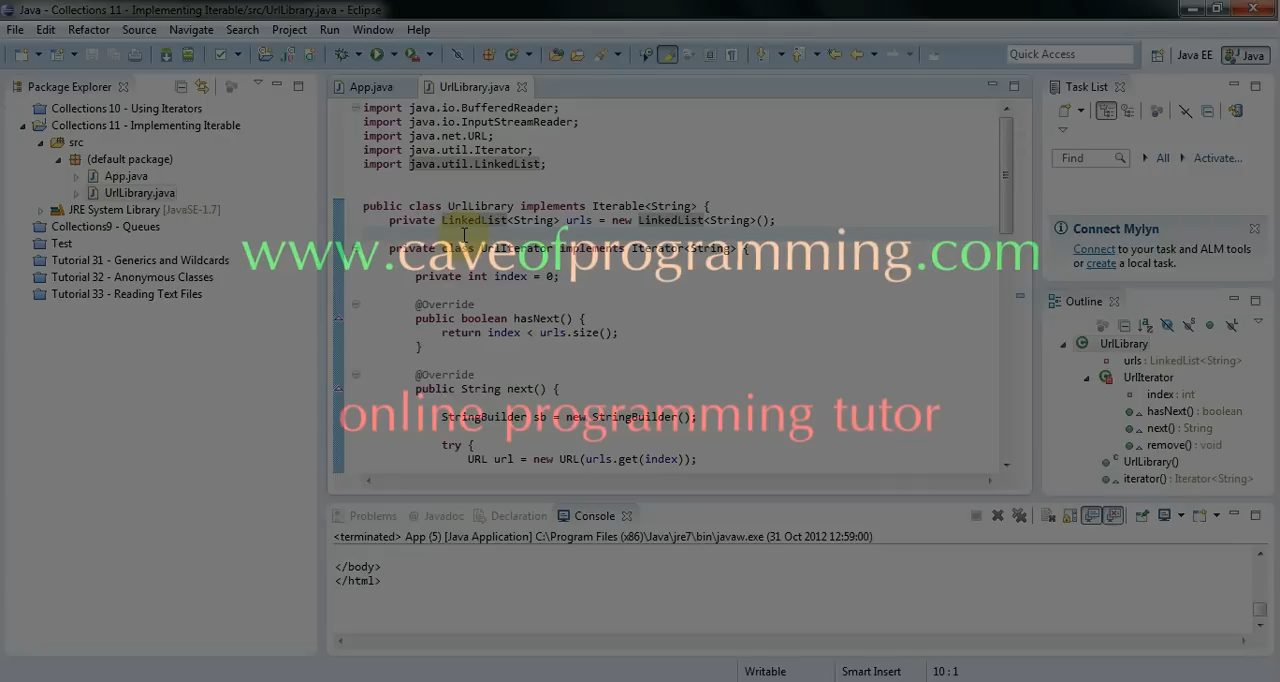 Java - Collections 11 - Implementing Iterable/src/UrlLibrary.java - Eclipse
File Edit Refactor Source Navigate Search Project Run Window Help
Quick Access
Java EE
Java
Package Explorer
Collections 10 - Using Iterators
Collections 11 - Implementing Iterable
src
(default package)
App.java
UrlLibrary.java
JRE System Library [JavaSE-1.7]
Collections9 - Queues
Test
Tutorial 31 - Generics and Wildcards
Tutorial 32 - Anonymous Classes
Tutorial 33 - Reading Text Files
App.java
UrlLibrary.java
import java.io.BufferedReader;
import java.io.InputStreamReader;
import java.net.URL;
import java.util.Iterator;
import java.util.LinkedList;
public class UrlLibrary implements Iterable<String> {
private LinkedList<String> urls = new LinkedList<String>();
private class UrlIterator implements Iterator<String> {
private int index = 0;
@Override
public boolean hasNext() {
return index < urls.size();
}
@Override
public String next() {
StringBuilder sb = new StringBuilder();
try {
URL url = new URL(urls.get(index));
www.caveofprogramming.com
online programming tutor
Task List
Find
All
Activate...
Connect Mylyn
Connect to your task and ALM tools
or create a local task.
Outline
UrlLibrary
urls : LinkedList<String>
UrlIterator
index : int
hasNext() : boolean
next() : String
remove() : void
UrlLibrary()
iterator() : Iterator<String>
Problems @ Javadoc Declaration Console
<terminated> App (5) [Java Application] C:\Program Files (x86)\Java\jre7\bin\javaw.exe (31 Oct 2012 12:59:00)
</body>
</html>
Writable
Smart Insert
10 : 1